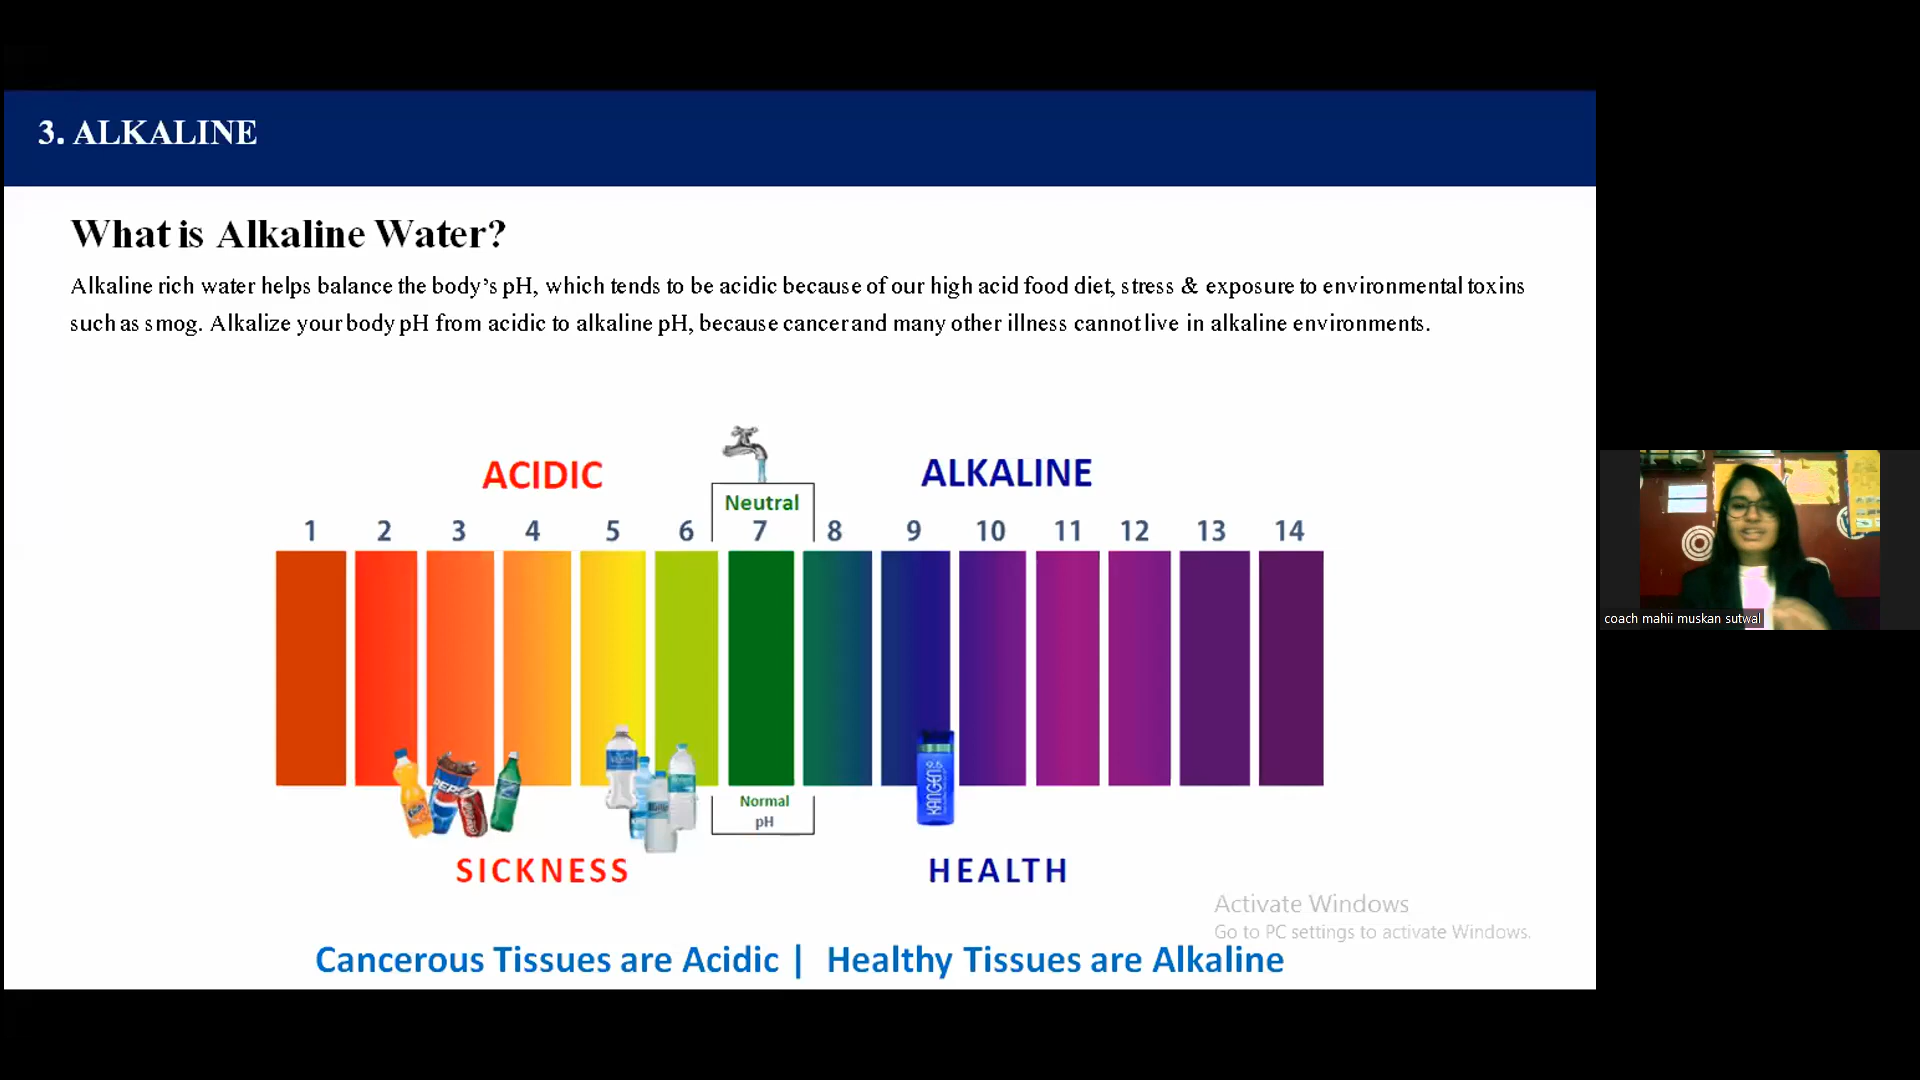 3. ALKALINE
What is Alkaline Water?
Alkaline rich water helps balance the body's pH, which tends to be acidic because of our high acid food diet, stress & exposure to environmental toxins
such as smog. Alkalize your body pH from acidic to alkaline pH, because cancer and many other illness cannot live in alkaline environments.
ACIDIC
ALKALINE
Neutral
1 2 3 4 5 6 7 8 9 10 11 12 13 14
PEPSI
KANGEN 9.5
Normal
pH
SICKNESS
HEALTH
Activate Windows
Go to PC settings to activate Windows.
Cancerous Tissues are Acidic | Healthy Tissues are Alkaline
coach mahii muskan sutwal